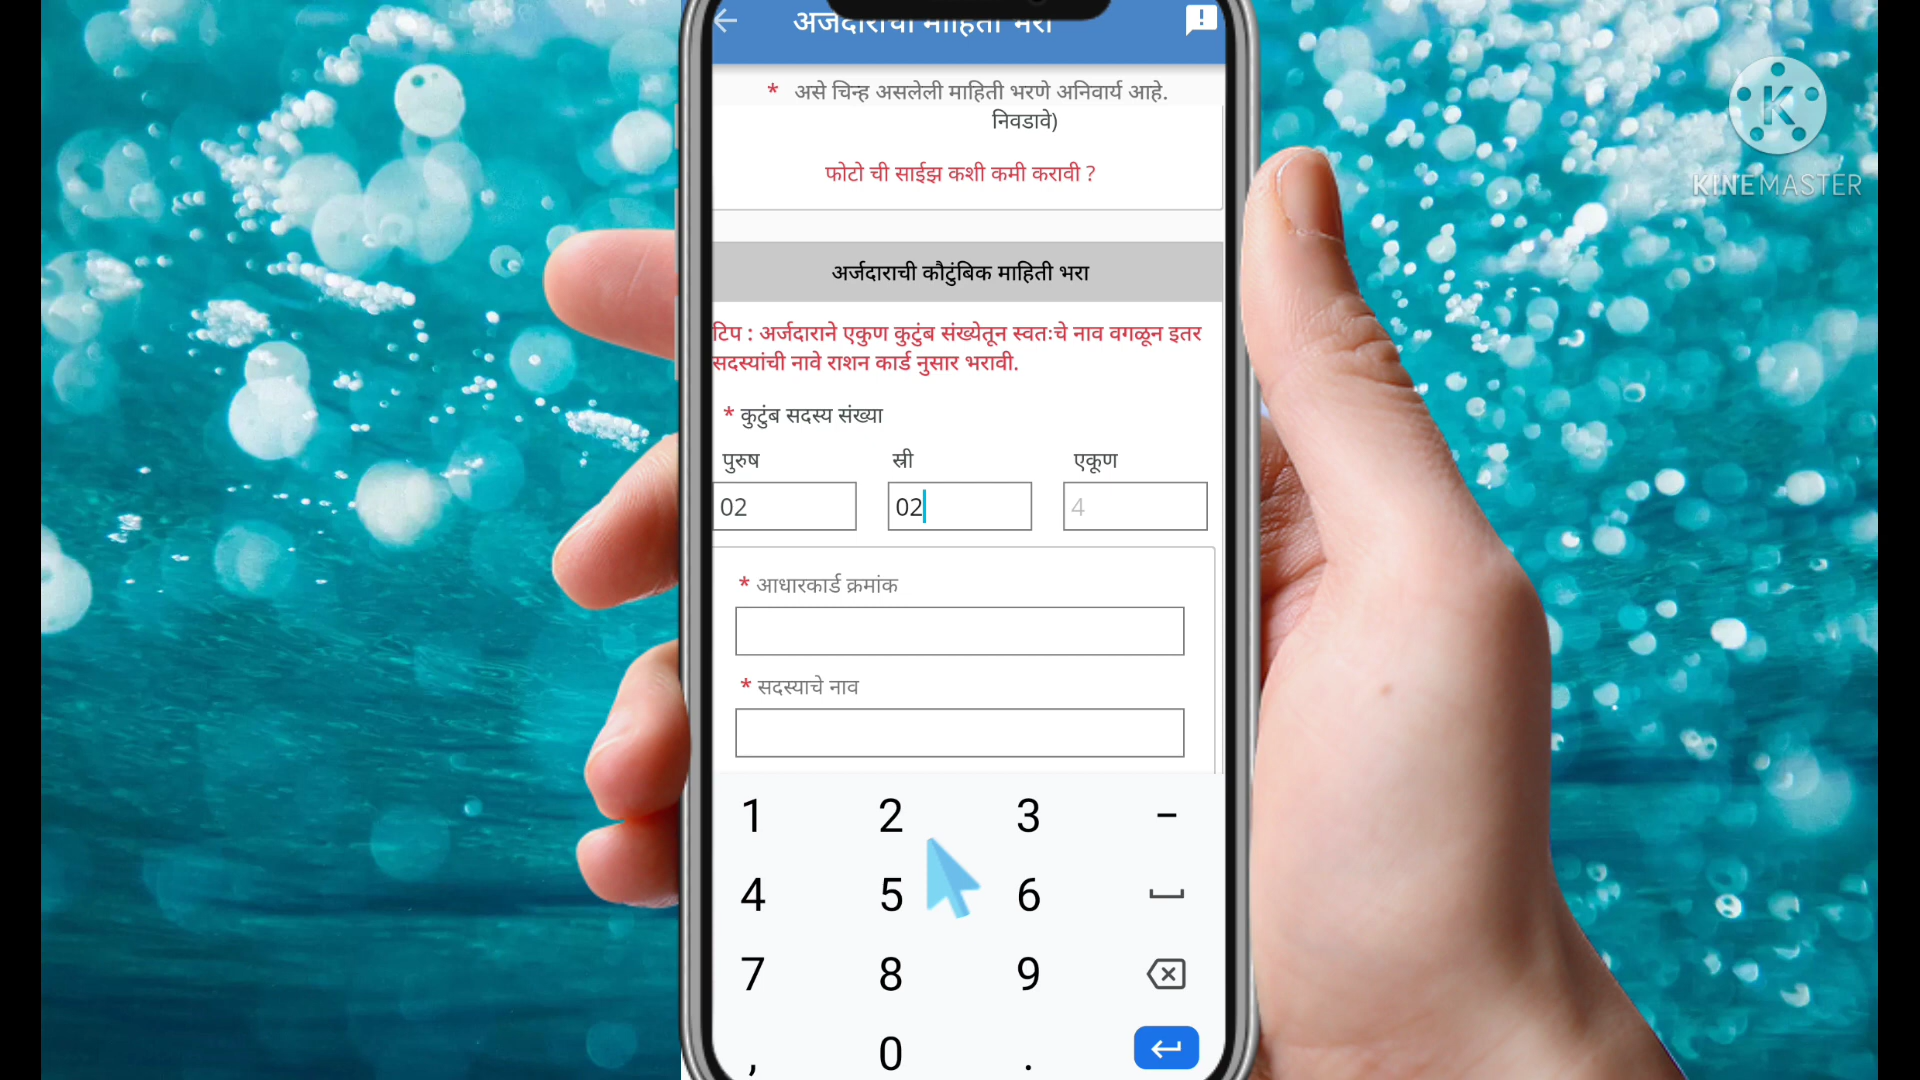 अर्जदाराची माहिती भरा
* असे चिन्ह असलेली माहिती भरणे अनिवार्य आहे.
निवडावे)
फोटो ची साईझ कशी कमी करावी ?
अर्जदाराची कौटुंबिक माहिती भरा
टिप : अर्जदाराने एकुण कुटुंब संख्येतून स्वतःचे नाव वगळून इतर
सदस्यांची नावे राशन कार्ड नुसार भरावी.
* कुटुंब सदस्य संख्या
पुरुष स्री एकूण
02 02 4
* आधारकार्ड क्रमांक
* सदस्याचे नाव
1 2 3 –
4 5 6
7 8 9
, 0 .
K
KINEMASTER